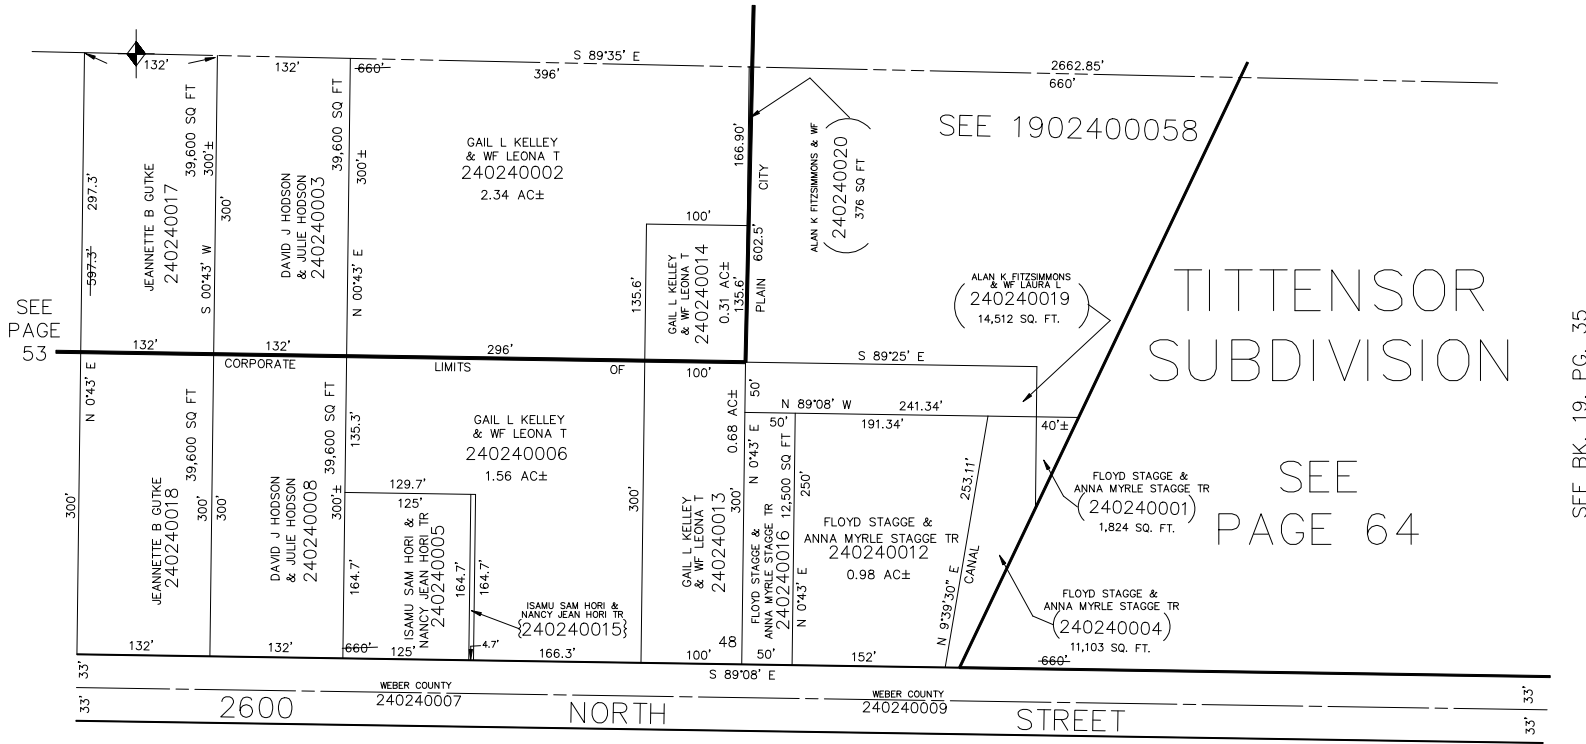 S 89°35' E
2662.85'
660'
132'
132'
660'
396'
SEE 1902400058
JEANNETTE B GUTKE
240240017
39,600 SQ FT
300'±
297.3'
597.3'
S 00°43' W
300'
DAVID J HODSON
& JULIE HODSON
240240003
39,600 SQ FT
300'±
N 00°43' E
GAIL L KELLEY
& WF LEONA T
240240002
2.34 AC±
166.90'
CITY
602.5'
PLAIN
ALAN K FITZSIMMONS & WF
240240020
376 SQ FT
100'
135.6'
GAIL L KELLEY
& WF LEONA T
240240014
0.31 AC±
135.6'
ALAN K FITZSIMMONS
& WF LAURA L
240240019
14,512 SQ. FT.
TITTENSOR
SUBDIVISION
SEE
PAGE 64
SEE BK. 19, PG. 35
SEE
PAGE
53
132'
132'
296'
CORPORATE
LIMITS
OF
100'
S 89°25' E
N 0°43' E
N 89°08' W
241.34'
50'
50'
191.34'
40'±
JEANNETTE B GUTKE
240240018
39,600 SQ FT
300'
300'
300'
DAVID J HODSON
& JULIE HODSON
240240008
39,600 SQ FT
300'±
135.3'
GAIL L KELLEY
& WF LEONA T
240240006
1.56 AC±
129.7'
125'
164.7'
ISAMU SAM HORI &
NANCY JEAN HORI TR
240240005
164.7'
164.7'
ISAMU SAM HORI &
NANCY JEAN HORI TR
240240015
4.7'
300'
GAIL L KELLEY
& WF LEONA T
240240013
0.68 AC±
300'
48
N 0°43' E
FLOYD STAGGE &
ANNA MYRLE STAGGE TR
240240016
12,500 SQ FT
250'
N 0°43' E
FLOYD STAGGE &
ANNA MYRLE STAGGE TR
240240012
0.98 AC±
253.11'
N 9°39'30" E
CANAL
FLOYD STAGGE &
ANNA MYRLE STAGGE TR
240240001
1,824 SQ. FT.
FLOYD STAGGE &
ANNA MYRLE STAGGE TR
240240004
11,103 SQ. FT.
132'
132'
660'
125'
166.3'
100'
50'
152'
660'
S 89°08' E
33'
33'
WEBER COUNTY
240240007
WEBER COUNTY
240240009
33'
33'
2600 NORTH STREET